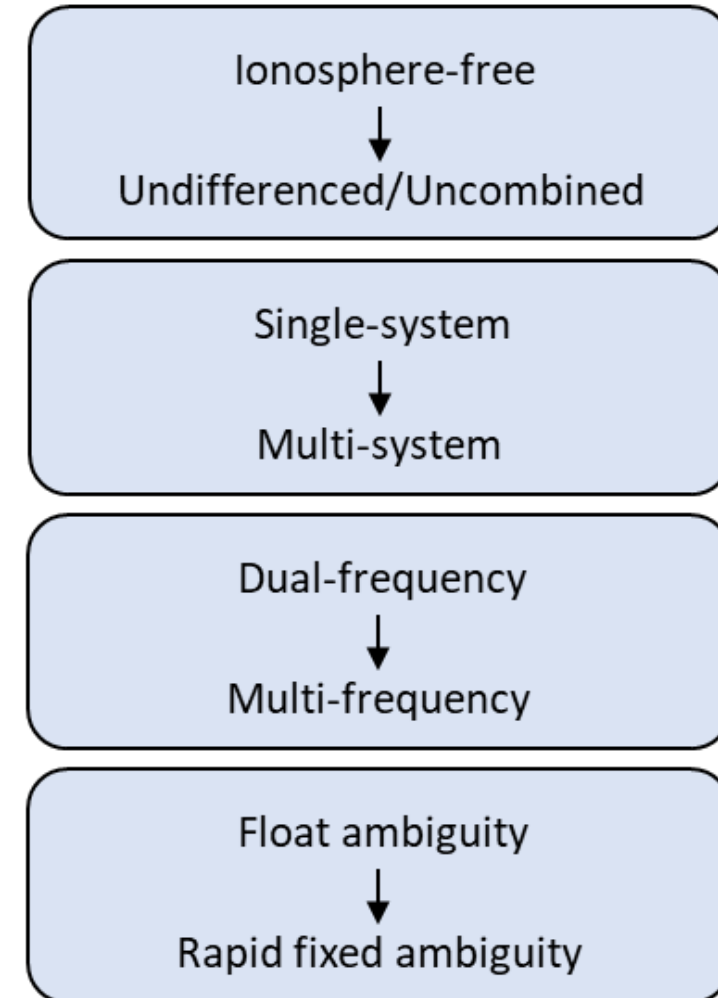 Ionosphere-free
Undifferenced/Uncombined
Single-system
Multi-system
Dual-frequency
Multi-frequency
Float ambiguity
Rapid fixed ambiguity